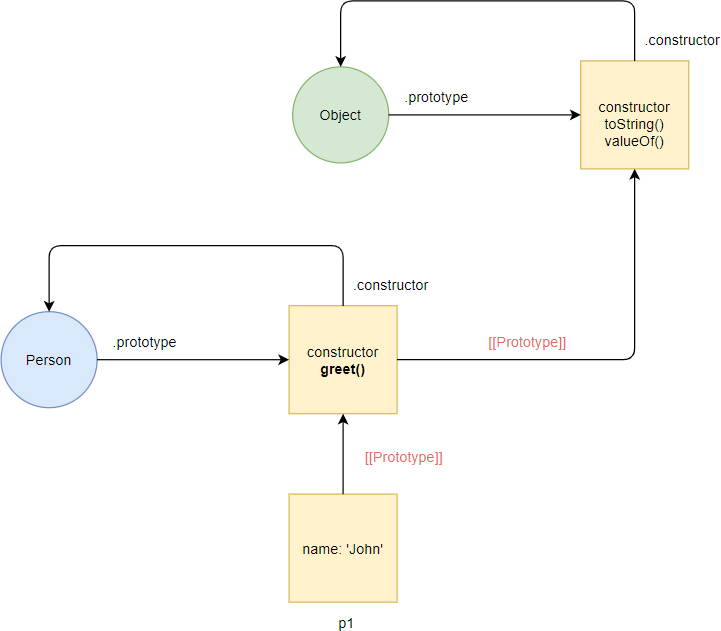 .constructor
Object
.prototype
constructor
toString()
valueOf()
.constructor
Person
.prototype
constructor
greet()
[[Prototype]]
[[Prototype]]
name: 'John'
p1